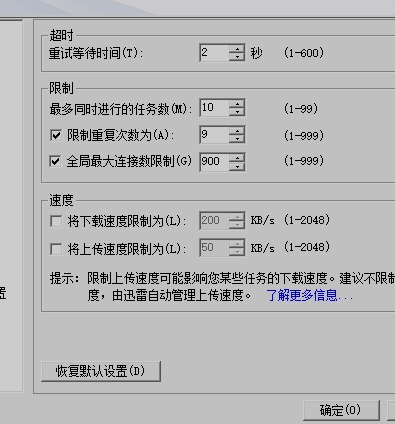 超时
重试等待时间(T): 2 秒 (1-600)
限制
最多同时进行的任务数(M): 10 (1-99)
限制重复次数为(A): 9 (1-999)
全局最大连接数限制(G) 900 (1-999)
速度
将下载速度限制为(L): 200 KB/s (1-2048)
将上传速度限制为(L): 50 KB/s (1-2048)
提示: 限制上传速度可能影响您某些任务的下载速度。建议不限制
置
度，由迅雷自动管理上传速度。 了解更多信息...
恢复默认设置(D)
确定(O)